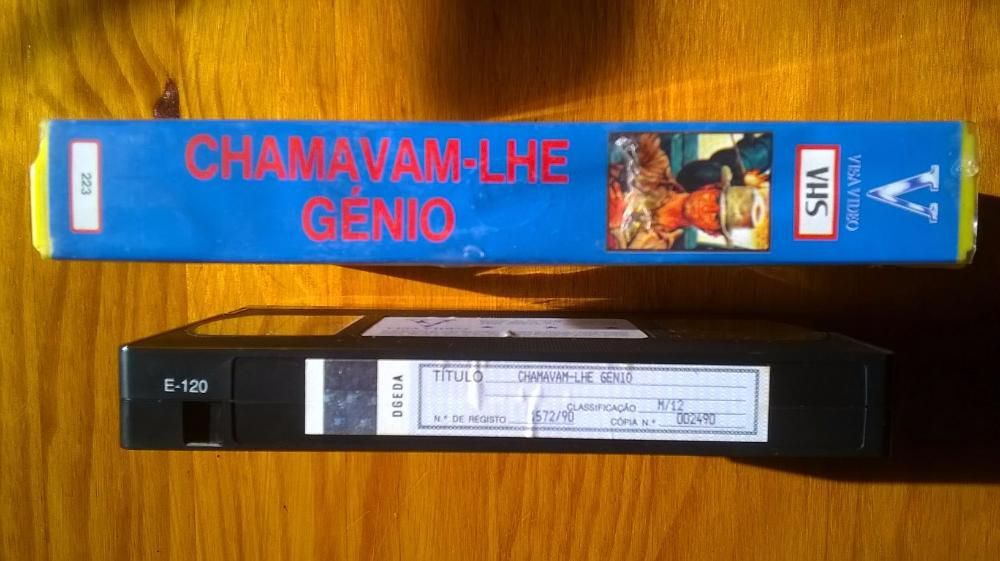 223
CHAMAVAM-LHE
GÉNIO
VHS
VISA VIDEO
V
E-120
DGEDA
TÍTULO CHAMAVAM-LHE GENIO
CLASSIFICAÇÃO M/12
N.º DE REGISTO 1572/90 CÓPIA N.º 002490